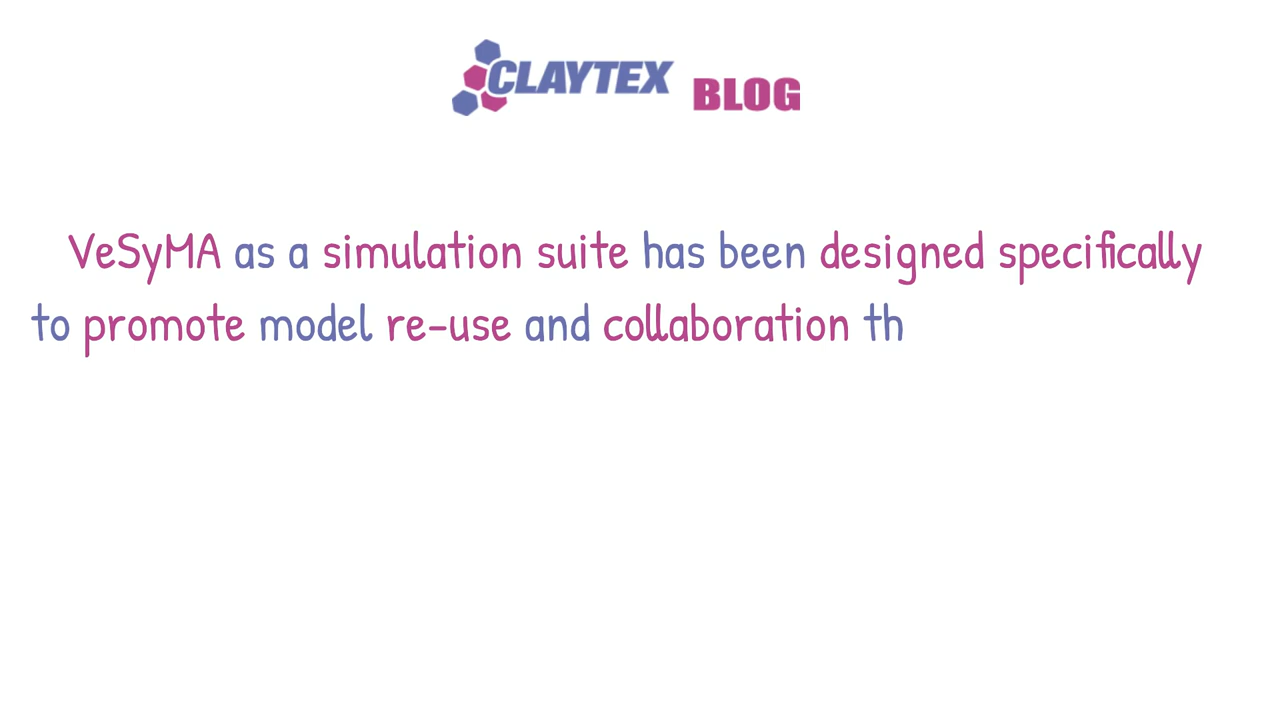 CLAYTEX BLOG
VeSyMA as a simulation suite has been designed specifically
to promote model re-use and collaboration th